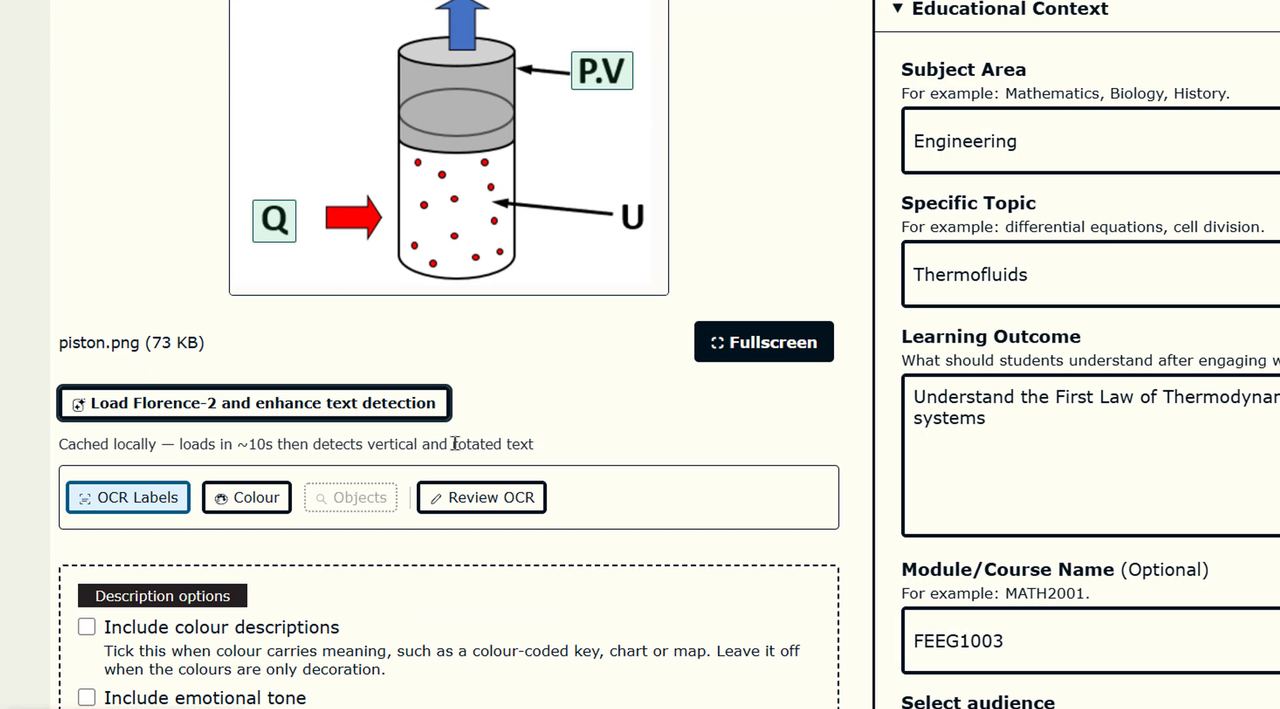 P.V
Q
U
piston.png (73 KB)
Fullscreen
Load Florence-2 and enhance text detection
Cached locally — loads in ~10s then detects vertical and rotated text
OCR Labels
Colour
Objects
Review OCR
Description options
Include colour descriptions
Tick this when colour carries meaning, such as a colour-coded key, chart or map. Leave it off
when the colours are only decoration.
Include emotional tone
Educational Context
Subject Area
For example: Mathematics, Biology, History.
Engineering
Specific Topic
For example: differential equations, cell division.
Thermofluids
Learning Outcome
What should students understand after engaging w
Understand the First Law of Thermodynar
systems
Module/Course Name (Optional)
For example: MATH2001.
FEEG1003
Select audience